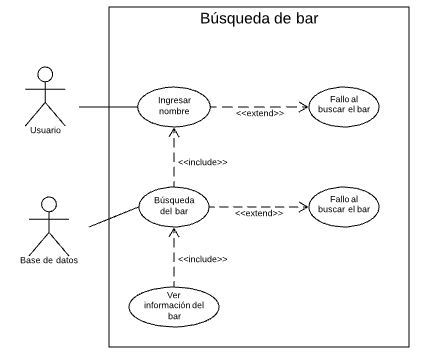 Búsqueda de bar
Ingresar
nombre
Fallo al
buscar el bar
<<extend>>
Usuario
<<include>>
Búsqueda
del bar
Fallo al
buscar el bar
<<extend>>
Base de datos
<<include>>
Ver
información del
bar